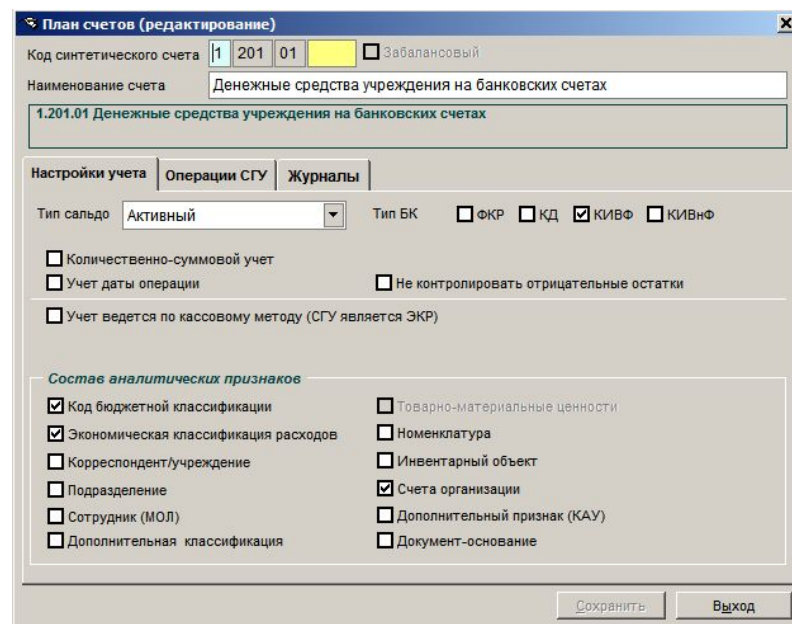 План счетов (редактирование)
Код синтетического счета 1 201 01 Забалансовый
Наименование счета Денежные средства учреждения на банковских счетах
1.201.01 Денежные средства учреждения на банковских счетах
Настройки учета Операции СГУ Журналы
Тип сальдо Активный Тип БК ФКР КД КИВФ КИВнФ
Количественно-суммовой учет
Учет даты операции Не контролировать отрицательные остатки
Учет ведется по кассовому методу (СГУ является ЭКР)
Состав аналитических признаков
Код бюджетной классификации Товарно-материальные ценности
Экономическая классификация расходов Номенклатура
Корреспондент/учреждение Инвентарный объект
Подразделение Счета организации
Сотрудник (МОЛ) Дополнительный признак (КАУ)
Дополнительная классификация Документ-основание
Сохранить Выход